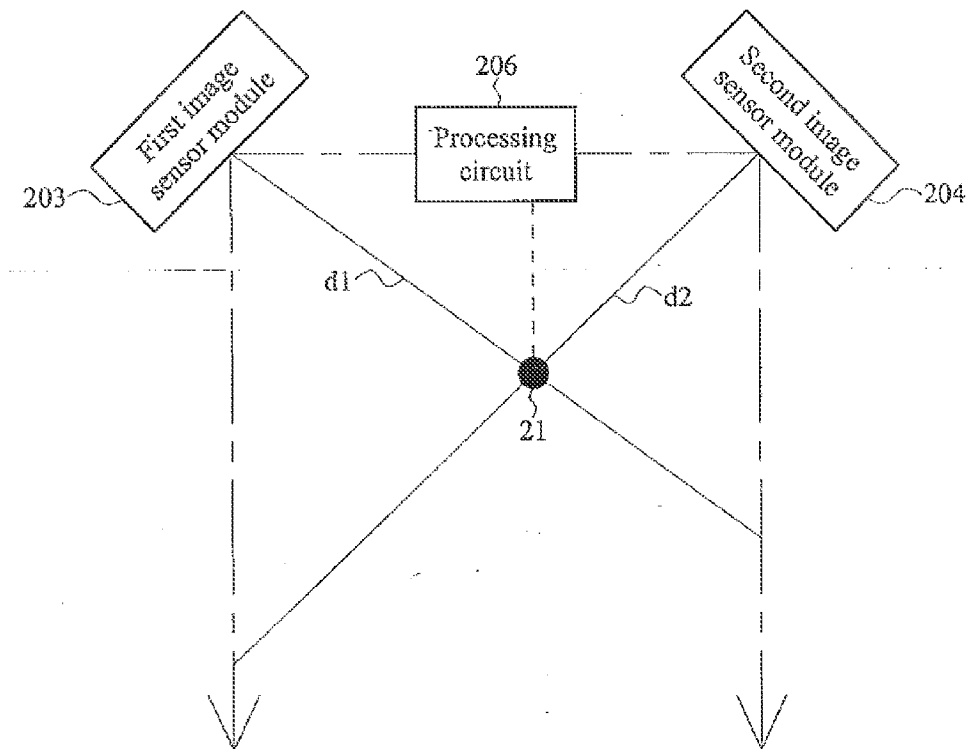 206
First image
sensor module
203
Processing
circuit
Second image
sensor module
204
d1
d2
21